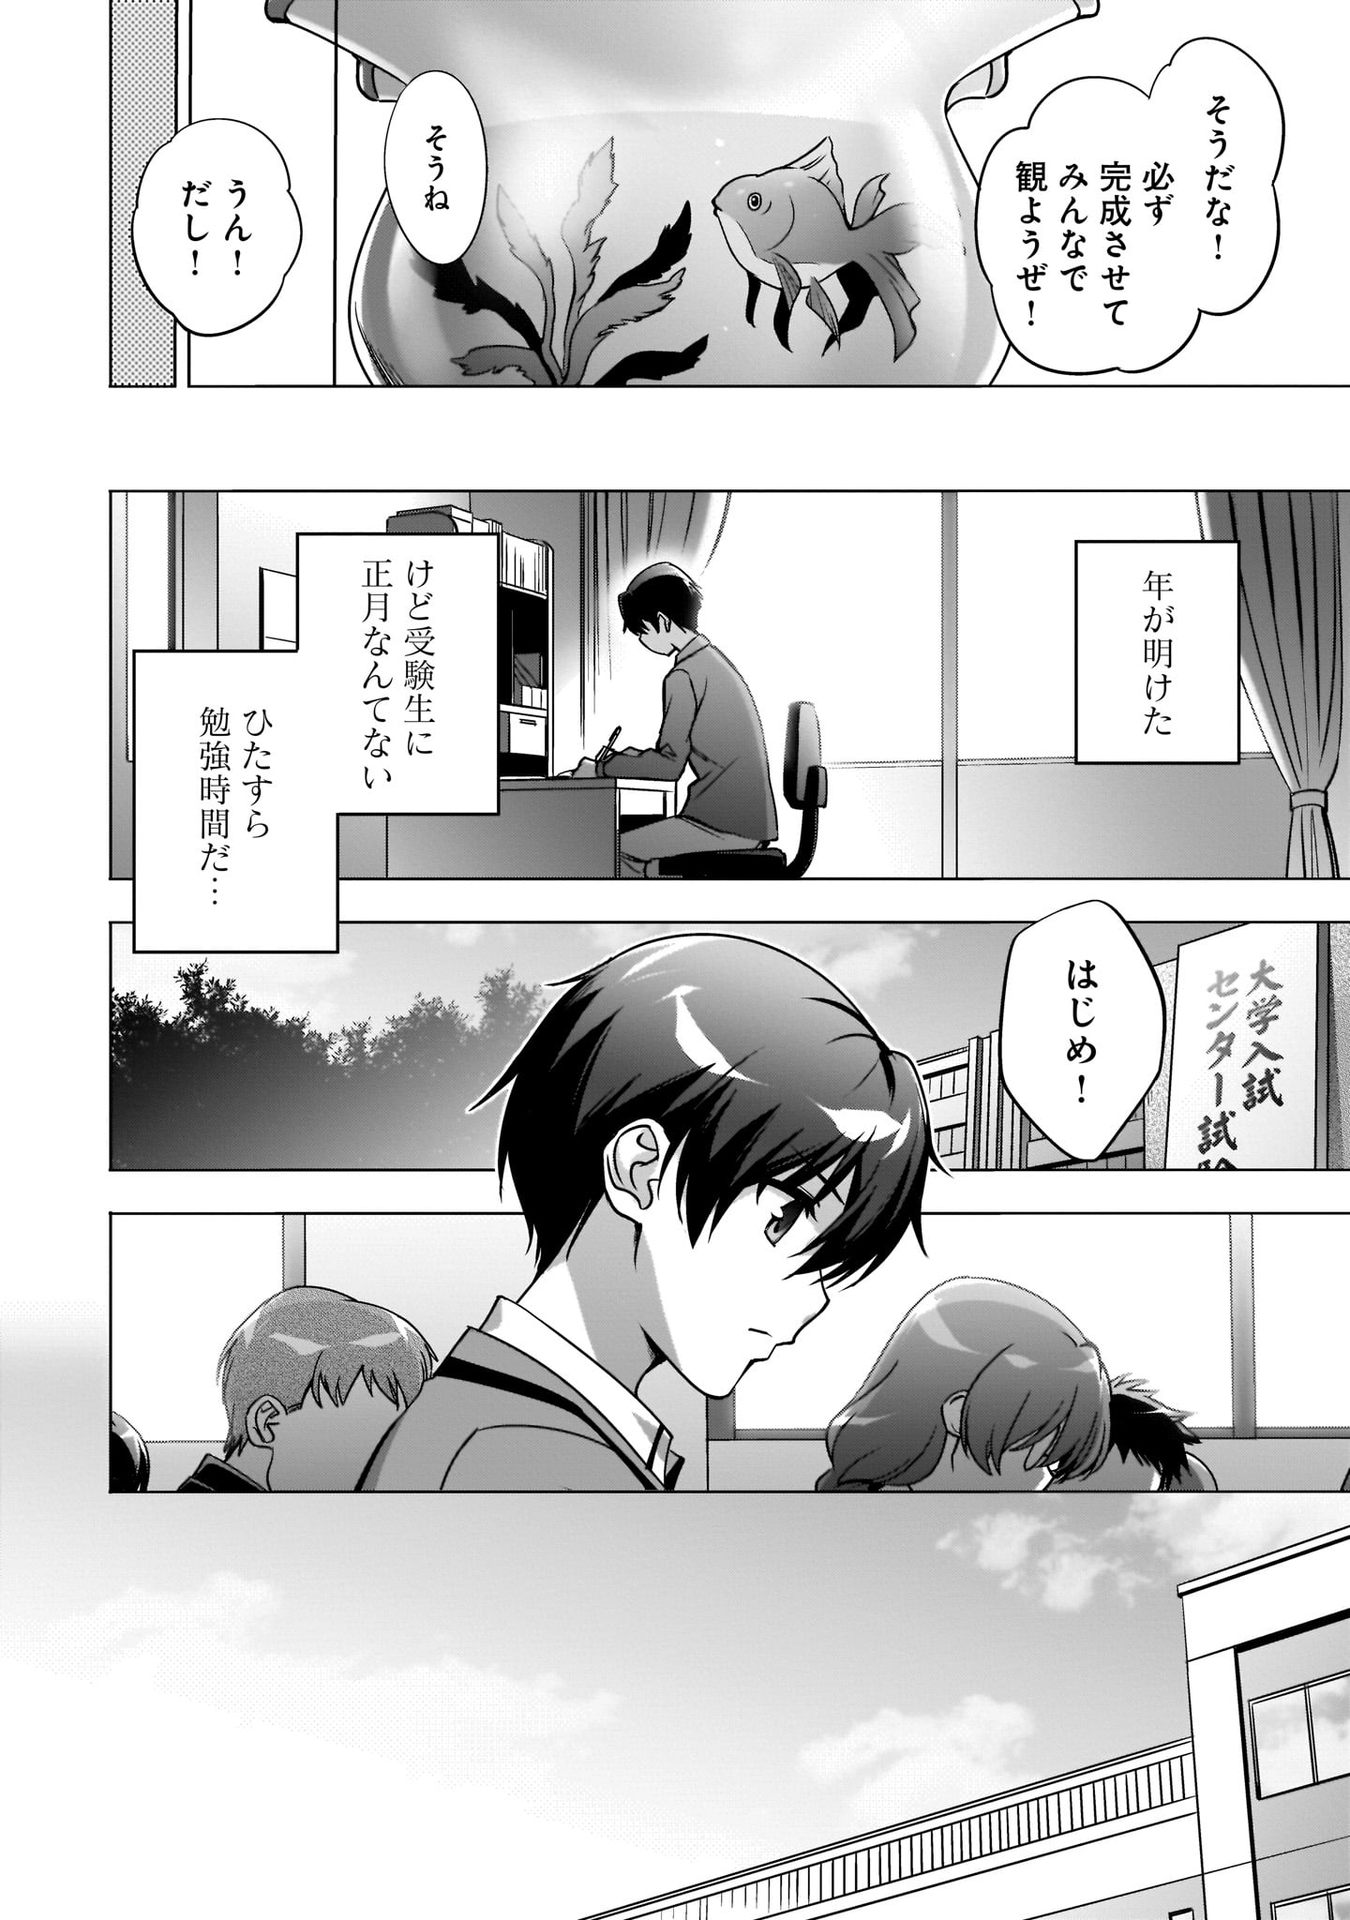 そうだな！
必ず
完成させて
みんなで
観ようぜ！
そうね
うん！
だし！
年が明けた
けど受験生に
正月なんてない
ひたすら
勉強時間だ…
大学入試
センター試験
はじめ！